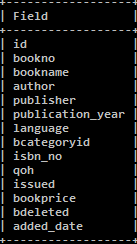 Field
id
bookno
bookname
author
publisher
publication_year
language
bcategoryid
isbn_no
qoh
issued
bookprice
bdeleted
added_date